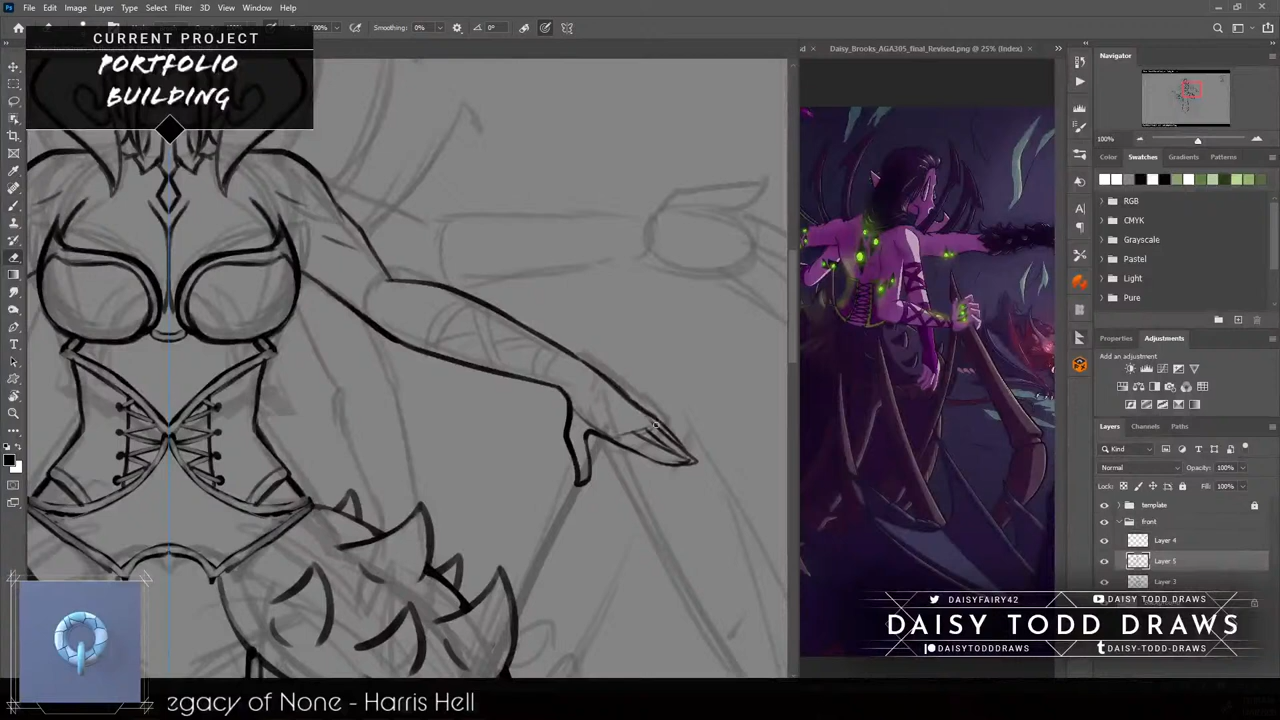 File Edit Image Layer Type Select Filter 3D View Window Help
Smoothing: 0%
0°
CURRENT PROJECT
PORTFOLIO
BUILDING
Daisy_Brooks_AGA305_final_Revised.png @ 25% (Index)
Navigator
100%
Color Swatches Gradients Patterns
RGB
CMYK
Grayscale
Pastel
Light
Pure
Properties Adjustments
Add an adjustment
Layers Channels Paths
Kind
Normal Opacity: 100%
Lock: Fill: 100%
template
front
Layer 4
Layer 5
Layer 3
DAISYFAIRY42 DAISY TODD DRAWS
DAISY TODD DRAWS
DAISYTODDDRAWS DAISY-TODD-DRAWS
egacy of None - Harris Hell